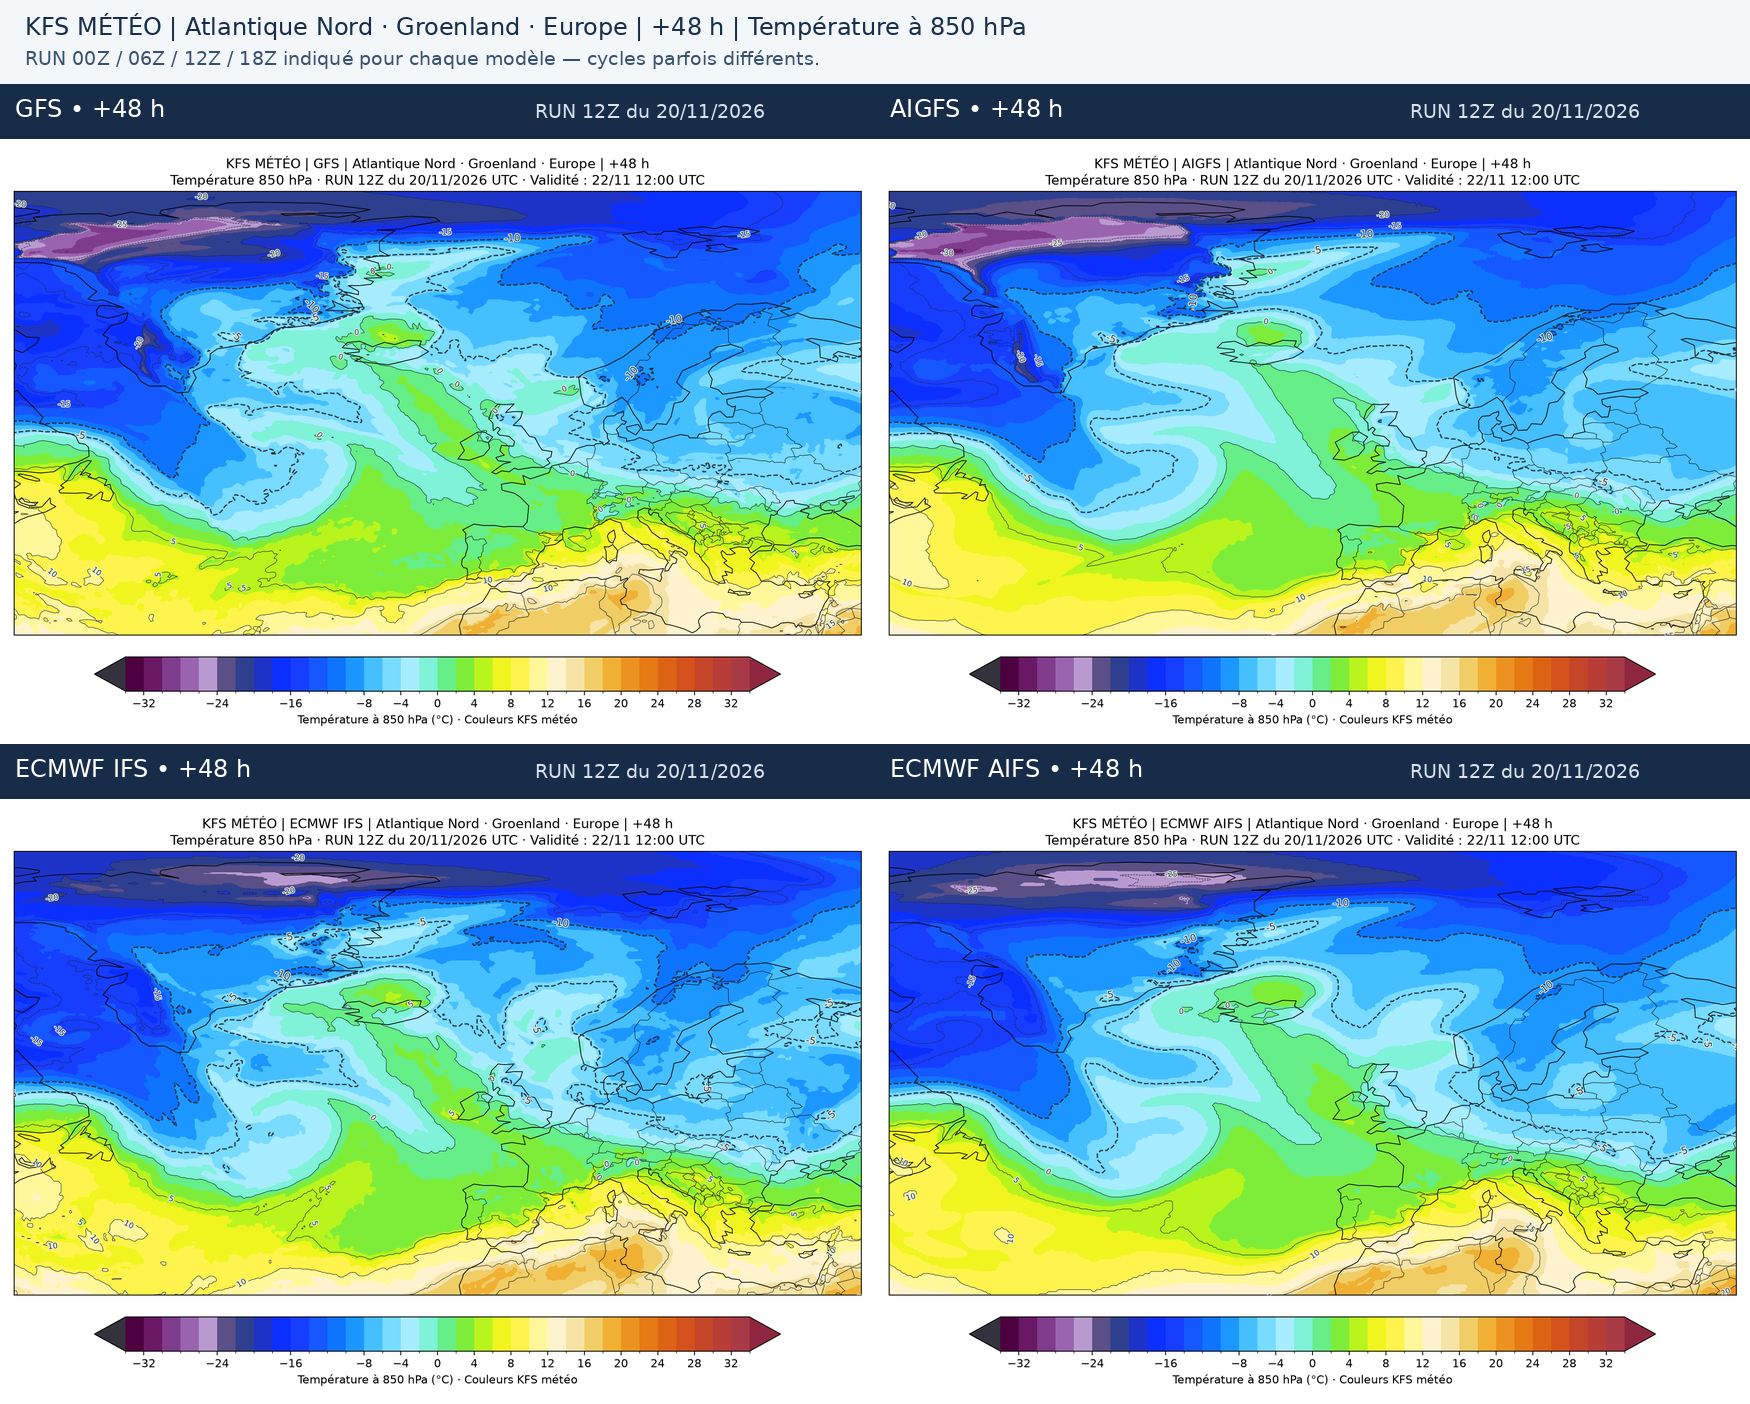 KFS MÉTÉO | Atlantique Nord · Groenland · Europe | +48 h | Température à 850 hPa
RUN 00Z / 06Z / 12Z / 18Z indiqué pour chaque modèle — cycles parfois différents.
GFS • +48 h
RUN 12Z du 20/11/2026
AIGFS • +48 h
RUN 12Z du 20/11/2026
KFS MÉTÉO | GFS | Atlantique Nord · Groenland · Europe | +48 h
Température 850 hPa · RUN 12Z du 20/11/2026 UTC · Validité : 22/11 12:00 UTC
KFS MÉTÉO | AIGFS | Atlantique Nord · Groenland · Europe | +48 h
Température 850 hPa · RUN 12Z du 20/11/2026 UTC · Validité : 22/11 12:00 UTC
−32 −24 −16 −8 −4 0 4 8 12 16 20 24 28 32
Température à 850 hPa (°C) · Couleurs KFS météo
−32 −24 −16 −8 −4 0 4 8 12 16 20 24 28 32
Température à 850 hPa (°C) · Couleurs KFS météo
ECMWF IFS • +48 h
RUN 12Z du 20/11/2026
ECMWF AIFS • +48 h
RUN 12Z du 20/11/2026
KFS MÉTÉO | ECMWF IFS | Atlantique Nord · Groenland · Europe | +48 h
Température 850 hPa · RUN 12Z du 20/11/2026 UTC · Validité : 22/11 12:00 UTC
KFS MÉTÉO | ECMWF AIFS | Atlantique Nord · Groenland · Europe | +48 h
Température 850 hPa · RUN 12Z du 20/11/2026 UTC · Validité : 22/11 12:00 UTC
−32 −24 −16 −8 −4 0 4 8 12 16 20 24 28 32
Température à 850 hPa (°C) · Couleurs KFS météo
−32 −24 −16 −8 −4 0 4 8 12 16 20 24 28 32
Température à 850 hPa (°C) · Couleurs KFS météo